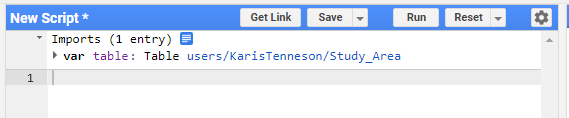 New Script * Get Link Save Run Reset
Imports (1 entry)
var table: Table users/KarisTenneson/Study_Area
1